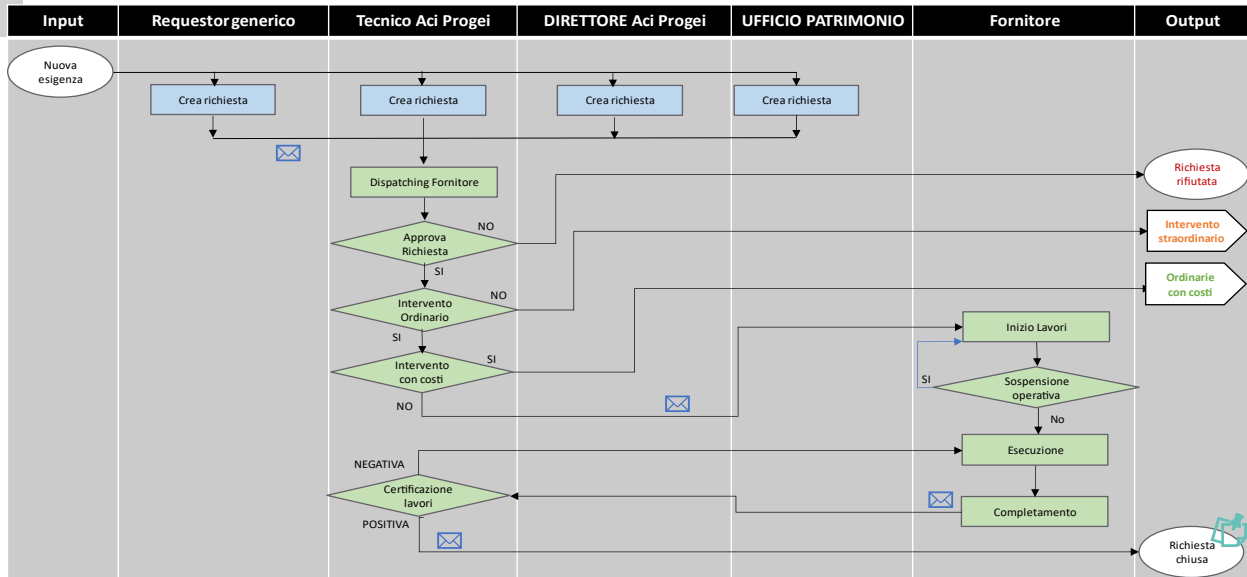 Input
Requestor generico
Tecnico Aci Progei
DIRETTORE Aci Progei
UFFICIO PATRIMONIO
Fornitore
Output
Nuova
esigenza
Crea richiesta
Crea richiesta
Crea richiesta
Crea richiesta
Dispatching Fornitore
Richiesta
rifiutata
NO
Approva
Richiesta
SI
Intervento
straordinario
Ordinarie
con costi
NO
Intervento
Ordinario
SI
Inizio Lavori
SI
Intervento
con costi
NO
SI
Sospensione
operativa
No
Esecuzione
NEGATIVA
Certificazione
lavori
POSITIVA
Completamento
Richiesta
chiusa